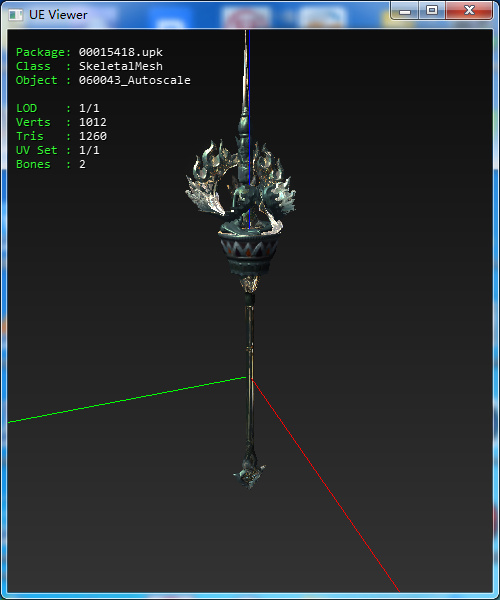 UE Viewer
Package: 00015418.upk
Class : SkeletalMesh
Object : 060043_Autoscale
LOD : 1/1
Verts : 1012
Tris : 1260
UV Set : 1/1
Bones : 2